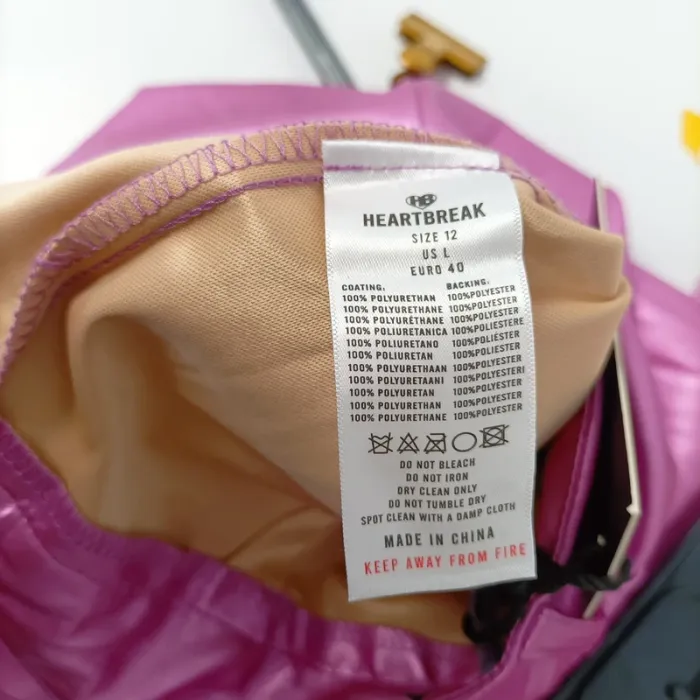 HB
HEARTBREAK
SIZE 12
US L
EURO 40
COATING. BACKING.
100% POLYURETHAN 100%POLYESTER
100% POLYURETHANE 100%POLYESTER
100% POLYURÉTHANE 100%POLYESTER
100% POLIURETANICA 100%POLIESTERE
100% POLIURETANO 100%POLIÉSTER
100% POLIURETAN 100%POLIESTER
100% POLYURETHAAN 100%POLYESTER
100% POLYURETAANI 100%POLYESTERI
100% POLYURETAN 100%POLYESTER
100% POLYURETHAN 100%POLYESTER
100% POLYURETHANE 100%POLYESTER
DO NOT BLEACH
DO NOT IRON
DRY CLEAN ONLY
DO NOT TUMBLE DRY
SPOT CLEAN WITH A DAMP CLOTH
MADE IN CHINA
KEEP AWAY FROM FIRE